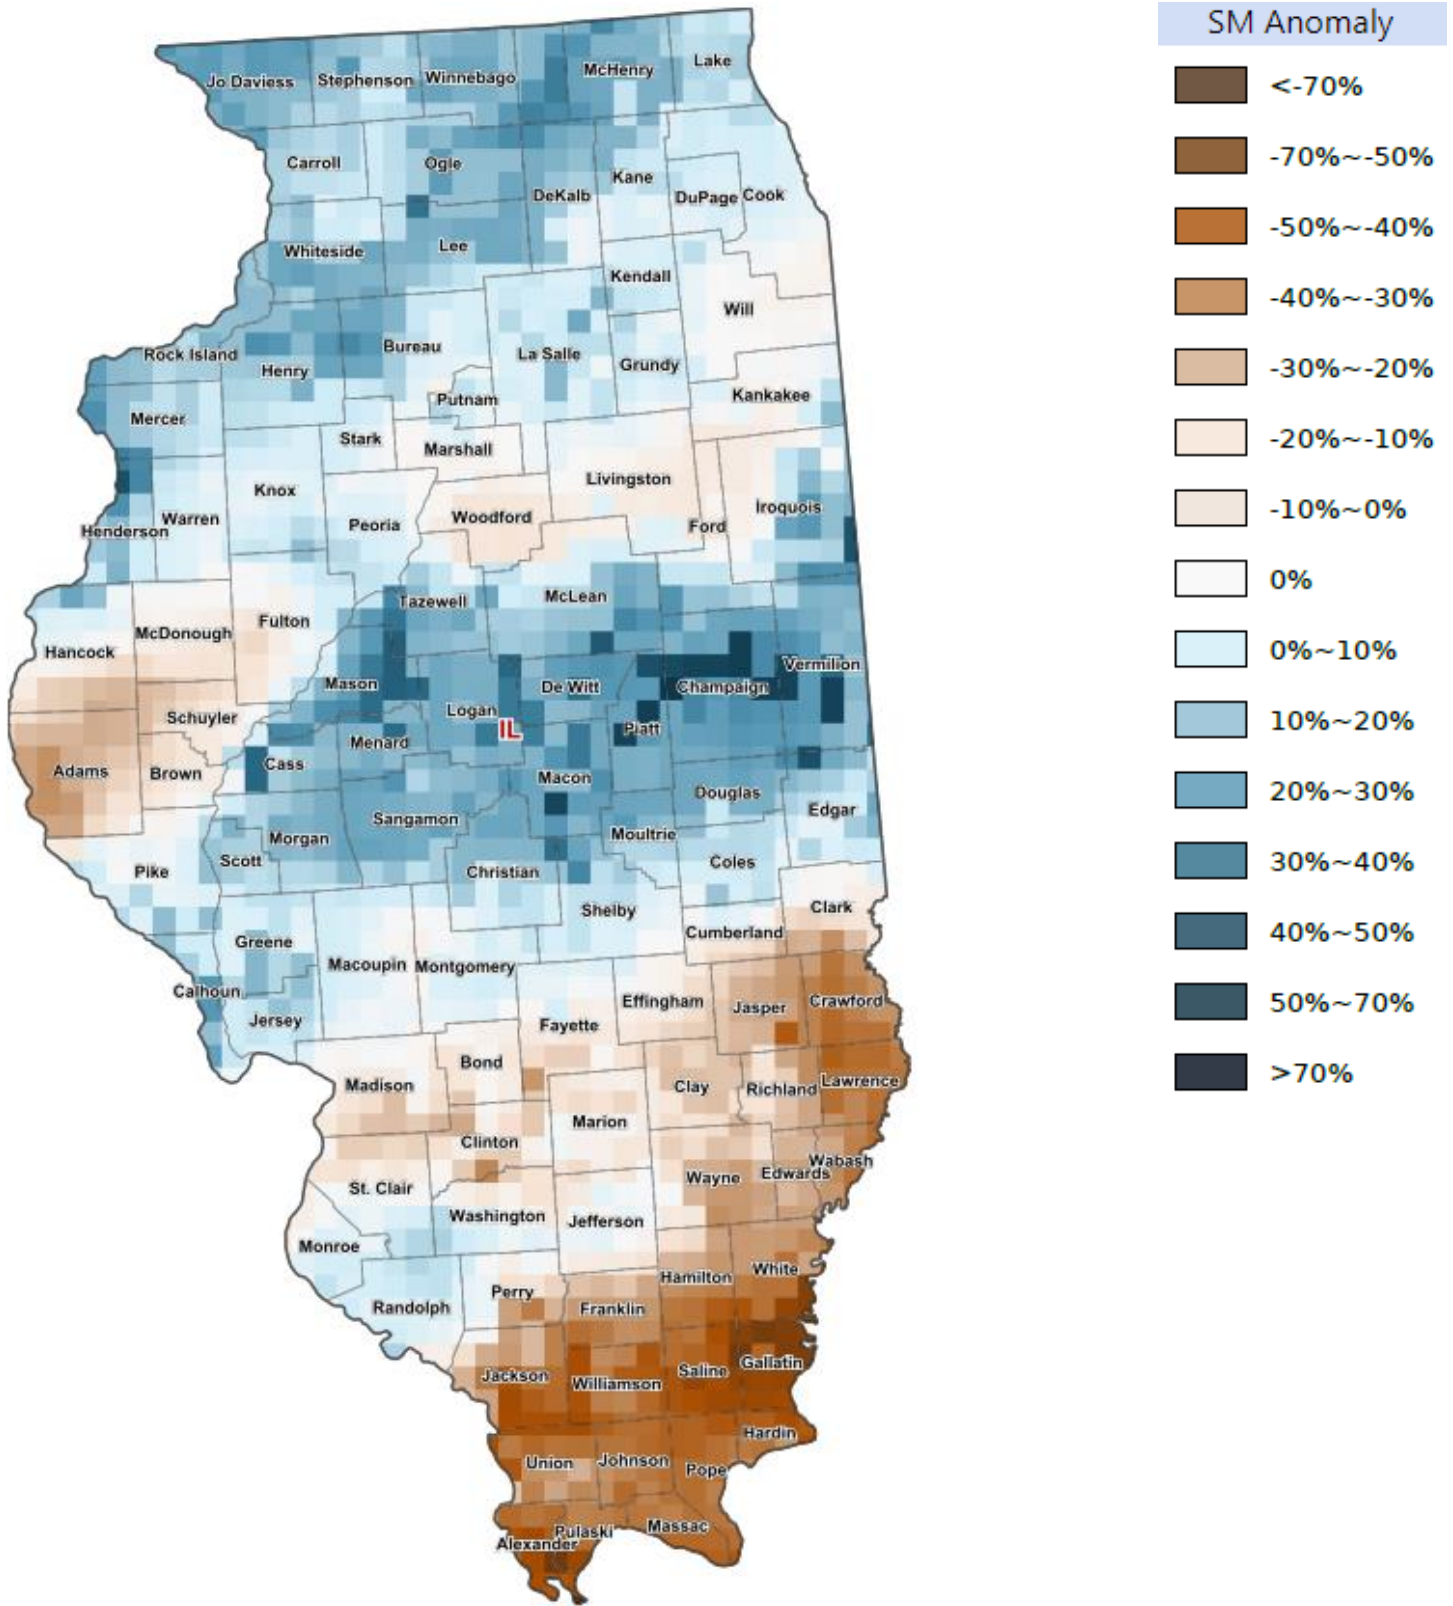 SM Anomaly
<-70%
-70%~-50%
-50%~-40%
-40%~-30%
-30%~-20%
-20%~-10%
-10%~0%
0%
0%~10%
10%~20%
20%~30%
30%~40%
40%~50%
50%~70%
>70%
Jo Daviess
Stephenson
Winnebago
McHenry
Lake
Carroll
Ogle
DeKalb
Kane
DuPage
Cook
Whiteside
Lee
Kendall
Will
Rock Island
Henry
Bureau
La Salle
Grundy
Kankakee
Mercer
Putnam
Stark
Marshall
Livingston
Knox
Warren
Henderson
Peoria
Woodford
Ford
Iroquois
Tazewell
McLean
Fulton
McDonough
Hancock
Mason
Logan
De Witt
Champaign
Vermilion
Schuyler
IL
Piatt
Menard
Adams
Brown
Cass
Macon
Douglas
Edgar
Sangamon
Morgan
Moultrie
Scott
Pike
Christian
Coles
Clark
Shelby
Greene
Cumberland
Macoupin
Montgomery
Calhoun
Jersey
Effingham
Jasper
Crawford
Fayette
Bond
Madison
Clay
Richland
Lawrence
Marion
Clinton
Wabash
Wayne
Edwards
St. Clair
Washington
Jefferson
Monroe
Hamilton
White
Perry
Randolph
Franklin
Jackson
Williamson
Saline
Gallatin
Hardin
Union
Johnson
Pope
Massac
Pulaski
Alexander